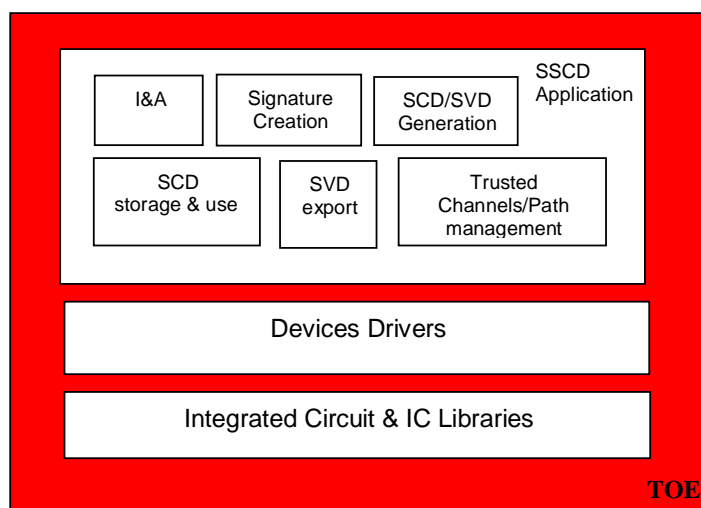 SSCD
Application
I&A
Signature
Creation
SCD/SVD
Generation
SCD
storage & use
SVD
export
Trusted
Channels/Path
management
Devices Drivers
Integrated Circuit & IC Libraries
TOE